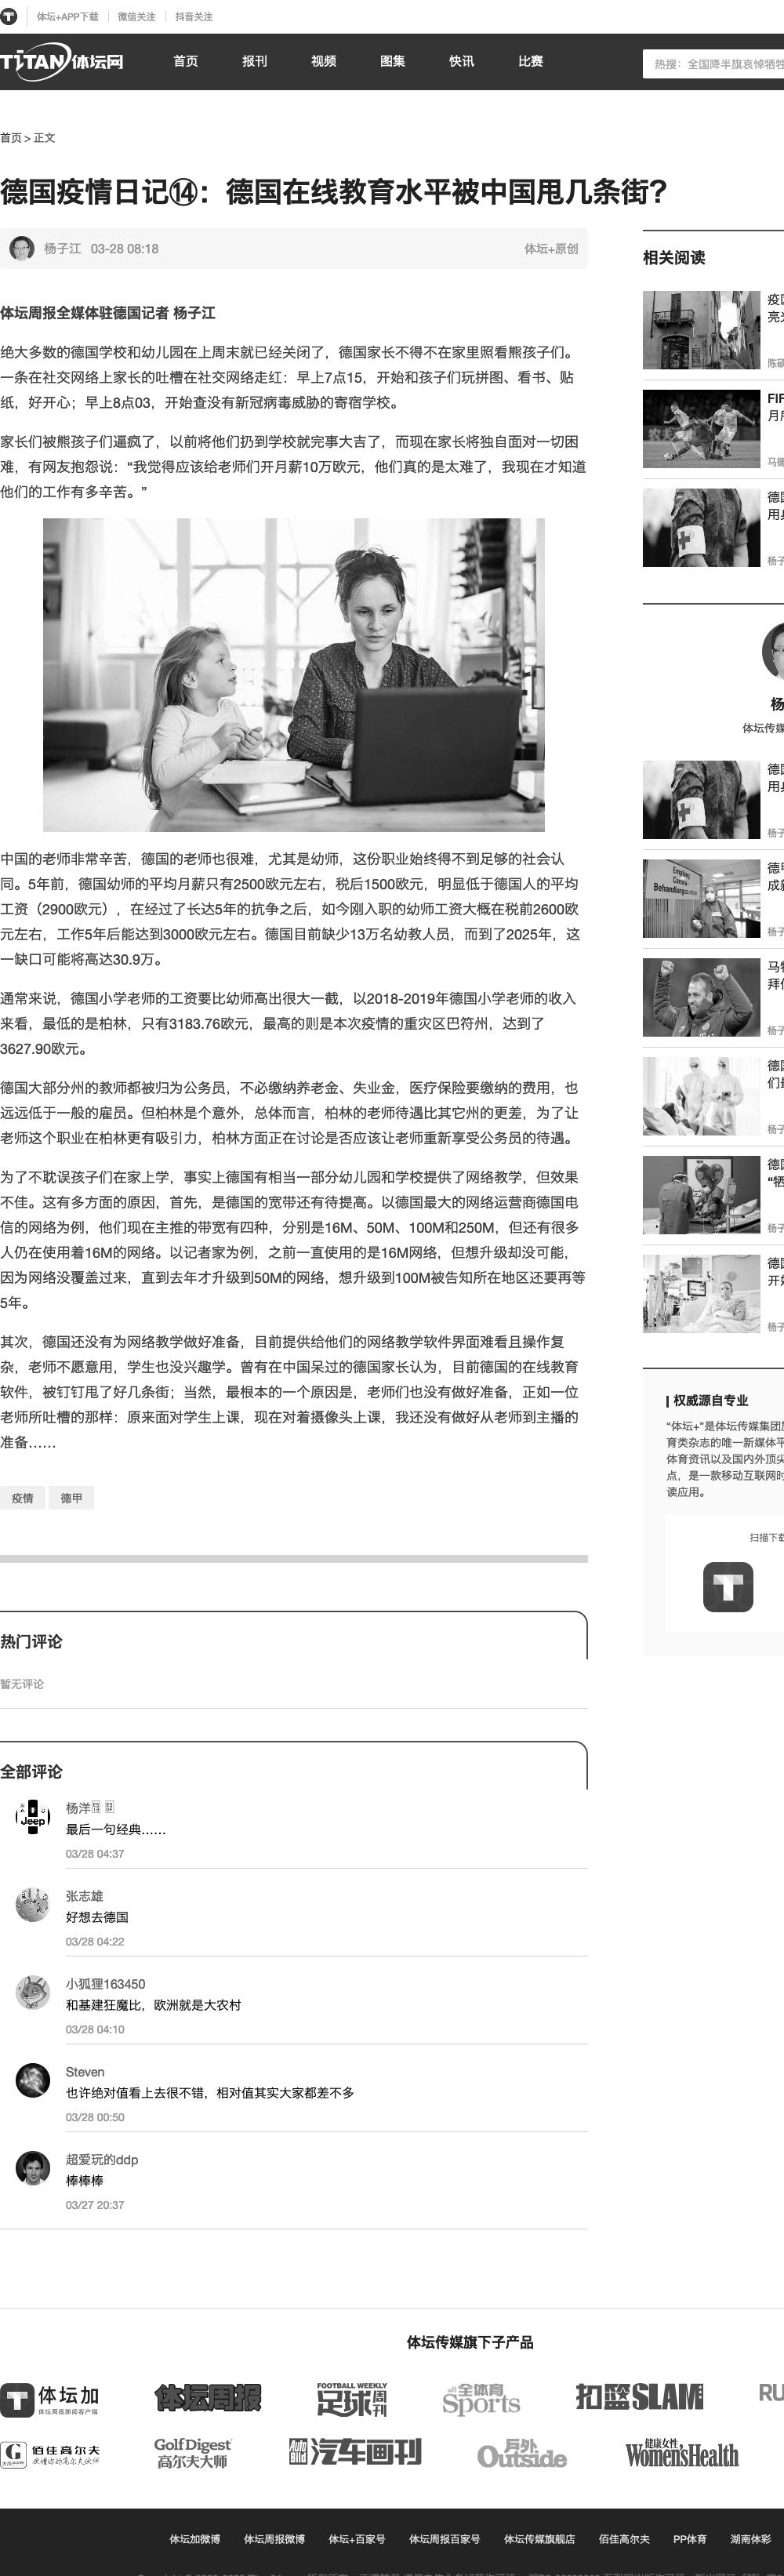 体坛+APP下载 微信关注 抖音关注
TiTAN体坛网 首页 报刊 视频 图集 快讯 比赛 热搜：全国降半旗哀悼牺牲
首页 > 正文
德国疫情日记⑭：德国在线教育水平被中国甩几条街？
杨子江 03-28 08:18 体坛+原创
体坛周报全媒体驻德国记者 杨子江
绝大多数的德国学校和幼儿园在上周末就已经关闭了，德国家长不得不在家里照看熊孩子们。
一条在社交网络上家长的吐槽在社交网络走红：早上7点15，开始和孩子们玩拼图、看书、贴
纸，好开心；早上8点03，开始查没有新冠病毒威胁的寄宿学校。
家长们被熊孩子们逼疯了，以前将他们扔到学校就完事大吉了，而现在家长将独自面对一切困
难，有网友抱怨说：“我觉得应该给老师们开月薪10万欧元，他们真的是太难了，我现在才知道
他们的工作有多辛苦。”
中国的老师非常辛苦，德国的老师也很难，尤其是幼师，这份职业始终得不到足够的社会认
同。5年前，德国幼师的平均月薪只有2500欧元左右，税后1500欧元，明显低于德国人的平均
工资（2900欧元），在经过了长达5年的抗争之后，如今刚入职的幼师工资大概在税前2600欧
元左右，工作5年后能达到3000欧元左右。德国目前缺少13万名幼教人员，而到了2025年，这
一缺口可能将高达30.9万。
通常来说，德国小学老师的工资要比幼师高出很大一截，以2018-2019年德国小学老师的收入
来看，最低的是柏林，只有3183.76欧元，最高的则是本次疫情的重灾区巴符州，达到了
3627.90欧元。
德国大部分州的教师都被归为公务员，不必缴纳养老金、失业金，医疗保险要缴纳的费用，也
远远低于一般的雇员。但柏林是个意外，总体而言，柏林的老师待遇比其它州的更差，为了让
老师这个职业在柏林更有吸引力，柏林方面正在讨论是否应该让老师重新享受公务员的待遇。
为了不耽误孩子们在家上学，事实上德国有相当一部分幼儿园和学校提供了网络教学，但效果
不佳。这有多方面的原因，首先，是德国的宽带还有待提高。以德国最大的网络运营商德国电
信的网络为例，他们现在主推的带宽有四种，分别是16M、50M、100M和250M，但还有很多
人仍在使用着16M的网络。以记者家为例，之前一直使用的是16M网络，但想升级却没可能，
因为网络没覆盖过来，直到去年才升级到50M的网络，想升级到100M被告知所在地区还要再等
5年。
其次，德国还没有为网络教学做好准备，目前提供给他们的网络教学软件界面难看且操作复
杂，老师不愿意用，学生也没兴趣学。曾有在中国呆过的德国家长认为，目前德国的在线教育
软件，被钉钉甩了好几条街；当然，最根本的一个原因是，老师们也没有做好准备，正如一位
老师所吐槽的那样：原来面对学生上课，现在对着摄像头上课，我还没有做好从老师到主播的
准备……
疫情 德甲
热门评论
暂无评论
全部评论
杨洋
最后一句经典……
03/28 04:37
张志雄
好想去德国
03/28 04:22
小狐狸163450
和基建狂魔比，欧洲就是大农村
03/28 04:10
Steven
也许绝对值看上去很不错，相对值其实大家都差不多
03/28 00:50
超爱玩的ddp
棒棒棒
03/27 20:37
相关阅读
亮
陈硕
FIF
月
马德
德国
用
杨子
杨
体坛传媒
德国
用
杨子
德甲
成
杨子
马
拜
杨子
德国
们
杨子
德国
“牺
杨子
德国
开
杨子
权威源自专业
“体坛+”是体坛传媒集团
育类杂志的唯一新媒体平
体育资讯以及国内外顶尖
点，是一款移动互联网时
读应用。
扫描下载
体坛传媒旗下子产品
体坛加 体坛周报新闻客户端 体坛周报 FOOTBALL WEEKLY 足球周刊 all全体育 Sports 扣篮SLAM RU
佰佳高尔夫 GolfDigest 高尔夫大师 Auto Bild 汽车画刊 户外 Outside 健康女性 Women'sHealth
体坛加微博 体坛周报微博 体坛+百家号 体坛周报百家号 体坛传媒旗舰店 佰佳高尔夫 PP体育 湖南体彩